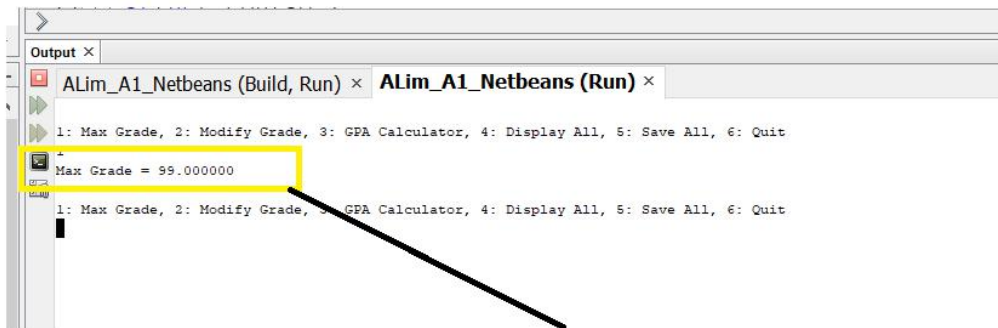 Output ×
ALim_A1_Netbeans (Build, Run) × ALim_A1_Netbeans (Run) ×
1: Max Grade, 2: Modify Grade, 3: GPA Calculator, 4: Display All, 5: Save All, 6: Quit
1
Max Grade = 99.000000
1: Max Grade, 2: Modify Grade, 3: GPA Calculator, 4: Display All, 5: Save All, 6: Quit